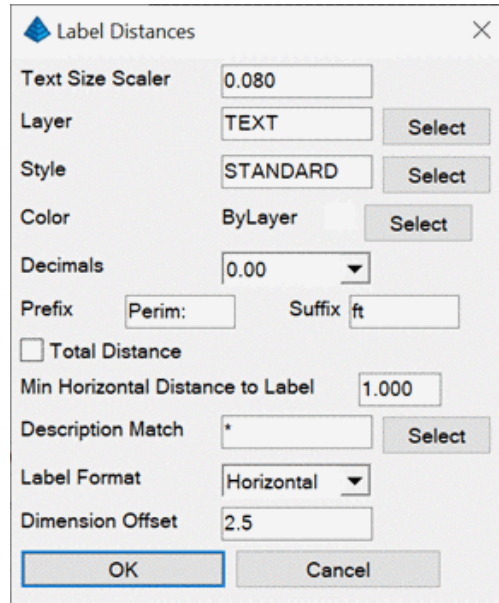 Label Distances
Text Size Scaler 0.080
Layer TEXT Select
Style STANDARD Select
Color ByLayer Select
Decimals 0.00
Prefix Perim: Suffix ft
Total Distance
Min Horizontal Distance to Label 1.000
Description Match * Select
Label Format Horizontal
Dimension Offset 2.5
OK Cancel